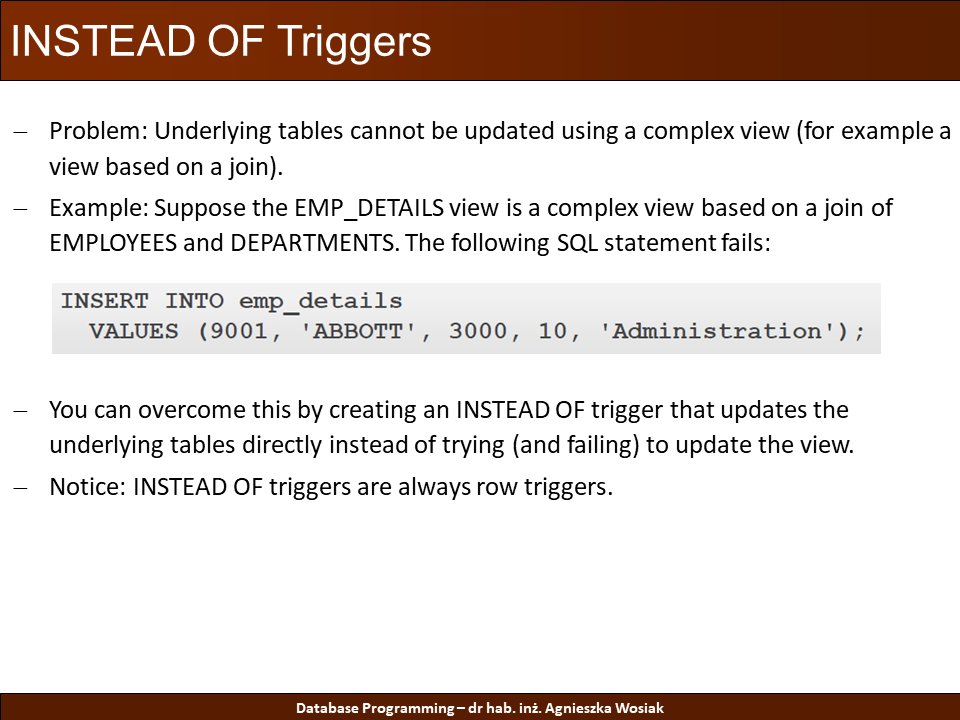 INSTEAD OF Triggers
– Problem: Underlying tables cannot be updated using a complex view (for example a
view based on a join).
– Example: Suppose the EMP_DETAILS view is a complex view based on a join of
EMPLOYEES and DEPARTMENTS. The following SQL statement fails:
INSERT INTO emp_details
VALUES (9001, 'ABBOTT', 3000, 10, 'Administration');
– You can overcome this by creating an INSTEAD OF trigger that updates the
underlying tables directly instead of trying (and failing) to update the view.
– Notice: INSTEAD OF triggers are always row triggers.
Database Programming – dr hab. inż. Agnieszka Wosiak